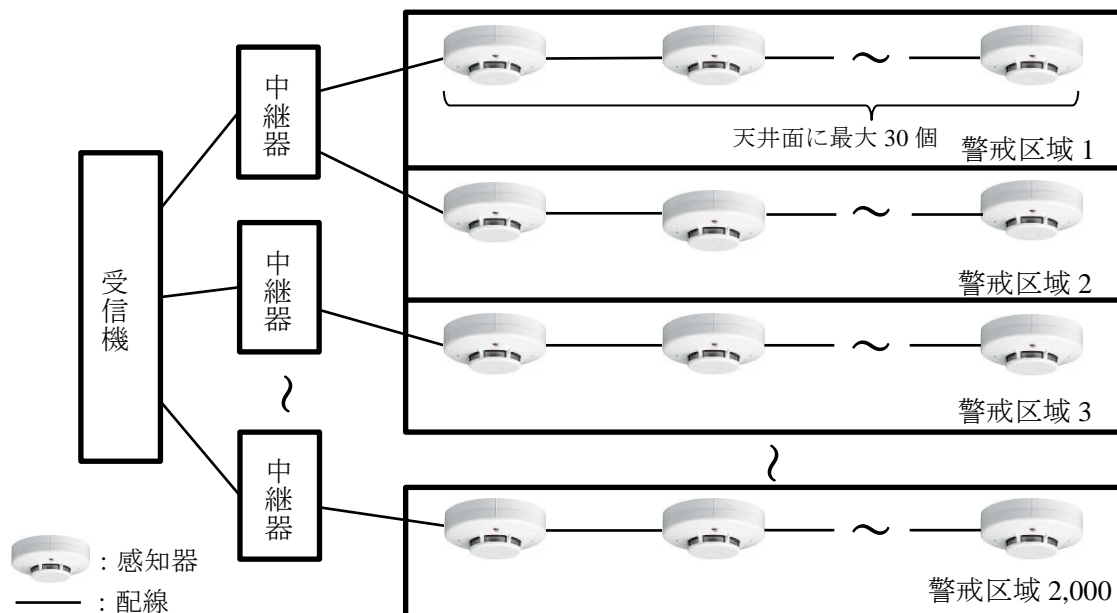 受信機
中継器
中継器
中継器
天井面に最大 30 個
警戒区域 1
警戒区域 2
警戒区域 3
警戒区域 2,000
：感知器
：配線